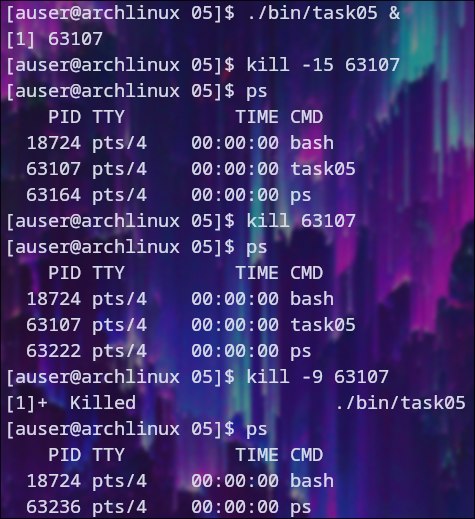 [auser@archlinux 05]$ ./bin/task05 &
[1] 63107
[auser@archlinux 05]$ kill -15 63107
[auser@archlinux 05]$ ps
    PID TTY          TIME CMD
  18724 pts/4    00:00:00 bash
  63107 pts/4    00:00:00 task05
  63164 pts/4    00:00:00 ps
[auser@archlinux 05]$ kill 63107
[auser@archlinux 05]$ ps
    PID TTY          TIME CMD
  18724 pts/4    00:00:00 bash
  63107 pts/4    00:00:00 task05
  63222 pts/4    00:00:00 ps
[auser@archlinux 05]$ kill -9 63107
[1]+  Killed                  ./bin/task05
[auser@archlinux 05]$ ps
    PID TTY          TIME CMD
  18724 pts/4    00:00:00 bash
  63236 pts/4    00:00:00 ps